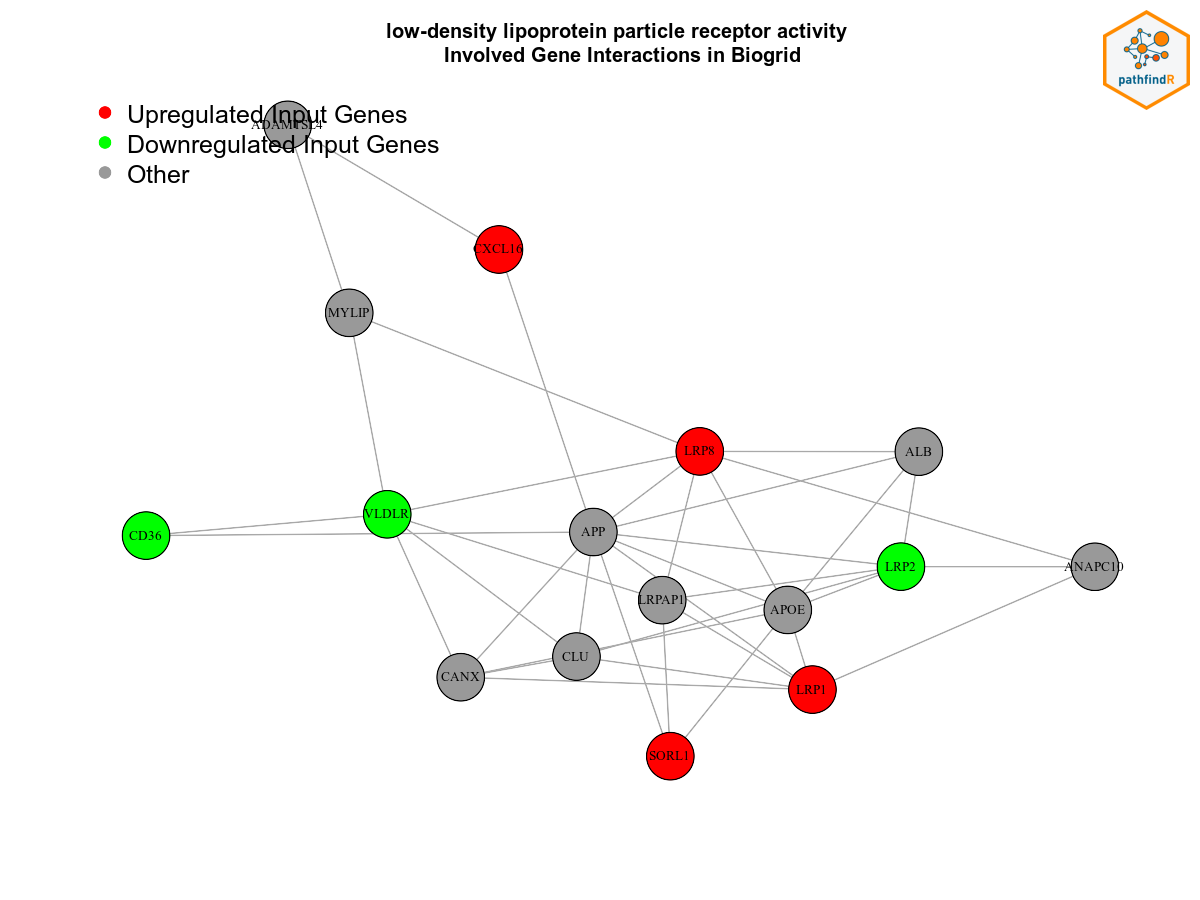 low-density lipoprotein particle receptor activity
Involved Gene Interactions in Biogrid
pathfindR
Upregulated Input Genes
ADAMTSL4
Downregulated Input Genes
Other
CXCL16
MYLIP
LRP8
ALB
VLDLR
CD36
APP
LRP2
ANAPC10
LRPAP1
APOE
CLU
CANX
LRP1
SORL1